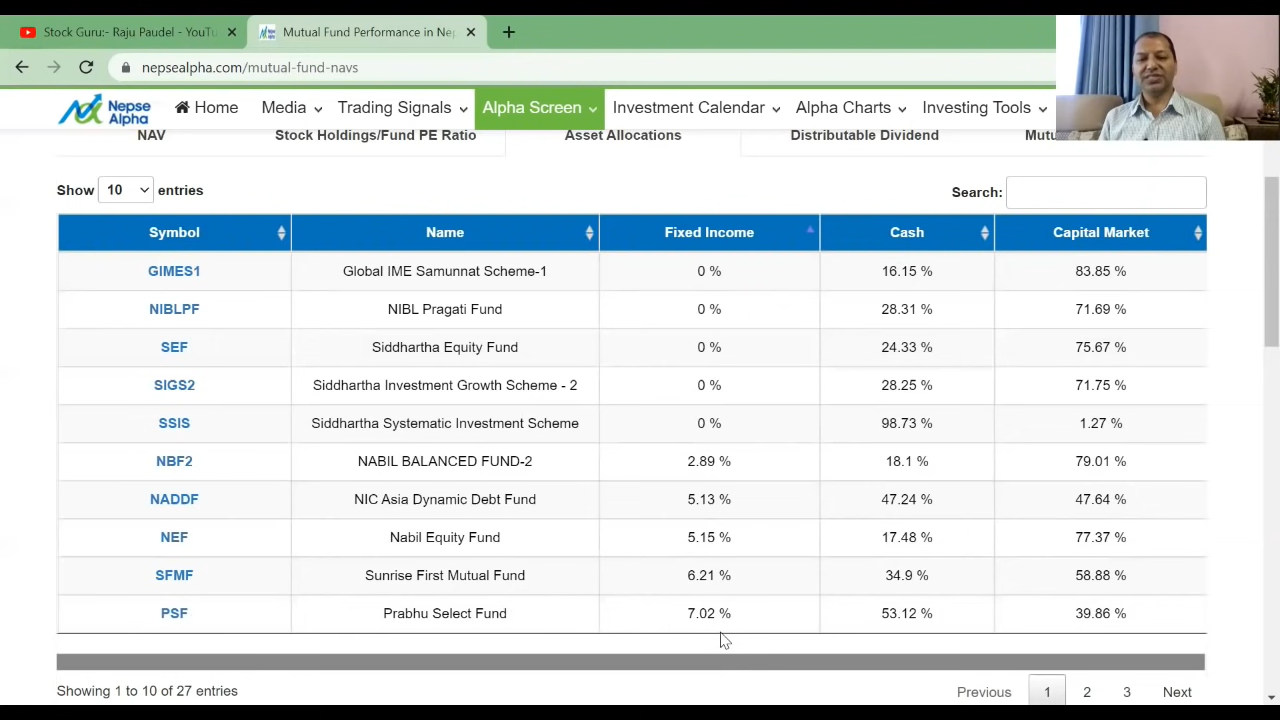 Stock Guru:- Raju Paudel - YouTu
Mutual Fund Performance in Nep
nepsealpha.com/mutual-fund-navs
Nepse Alpha Home Media Trading Signals Alpha Screen Investment Calendar Alpha Charts Investing Tools
NAV Stock Holdings/Fund PE Ratio Asset Allocations Distributable Dividend Mutu
Show 10 entries Search:
Symbol Name Fixed Income Cash Capital Market
GIMES1 Global IME Samunnat Scheme-1 0 % 16.15 % 83.85 %
NIBLPF NIBL Pragati Fund 0 % 28.31 % 71.69 %
SEF Siddhartha Equity Fund 0 % 24.33 % 75.67 %
SIGS2 Siddhartha Investment Growth Scheme - 2 0 % 28.25 % 71.75 %
SSIS Siddhartha Systematic Investment Scheme 0 % 98.73 % 1.27 %
NBF2 NABIL BALANCED FUND-2 2.89 % 18.1 % 79.01 %
NADDF NIC Asia Dynamic Debt Fund 5.13 % 47.24 % 47.64 %
NEF Nabil Equity Fund 5.15 % 17.48 % 77.37 %
SFMF Sunrise First Mutual Fund 6.21 % 34.9 % 58.88 %
PSF Prabhu Select Fund 7.02 % 53.12 % 39.86 %
Showing 1 to 10 of 27 entries Previous 1 2 3 Next